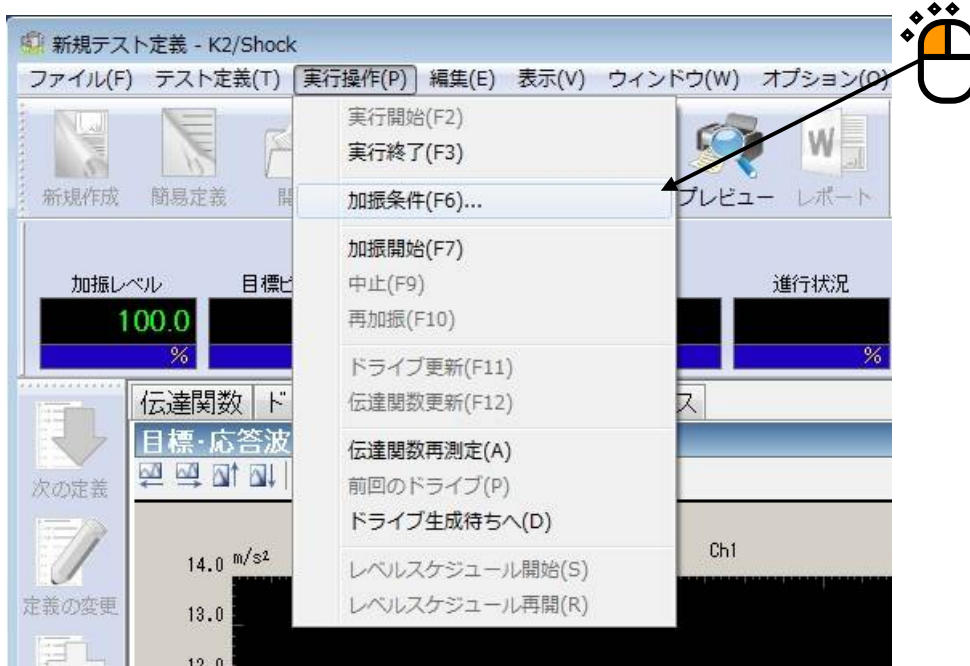 新規テスト定義 - K2/Shock
ファイル(F) テスト定義(T) 実行操作(P) 編集(E) 表示(V) ウィンドウ(W) オプション(O)
新規作成 簡易定義 開 プレビュー レポート
実行開始(F2)
実行終了(F3)
加振条件(F6)...
加振開始(F7)
中止(F9)
再加振(F10)
ドライブ更新(F11)
伝達関数更新(F12)
伝達関数再測定(A)
前回のドライブ(P)
ドライブ生成待ちへ(D)
レベルスケジュール開始(S)
レベルスケジュール再開(R)
加振レベル 目標ピ 進行状況
100.0
% %
伝達関数 ド ス
目標・応答波
次の定義
定義の変更
14.0 m/s² Ch1
13.0
12.0
W